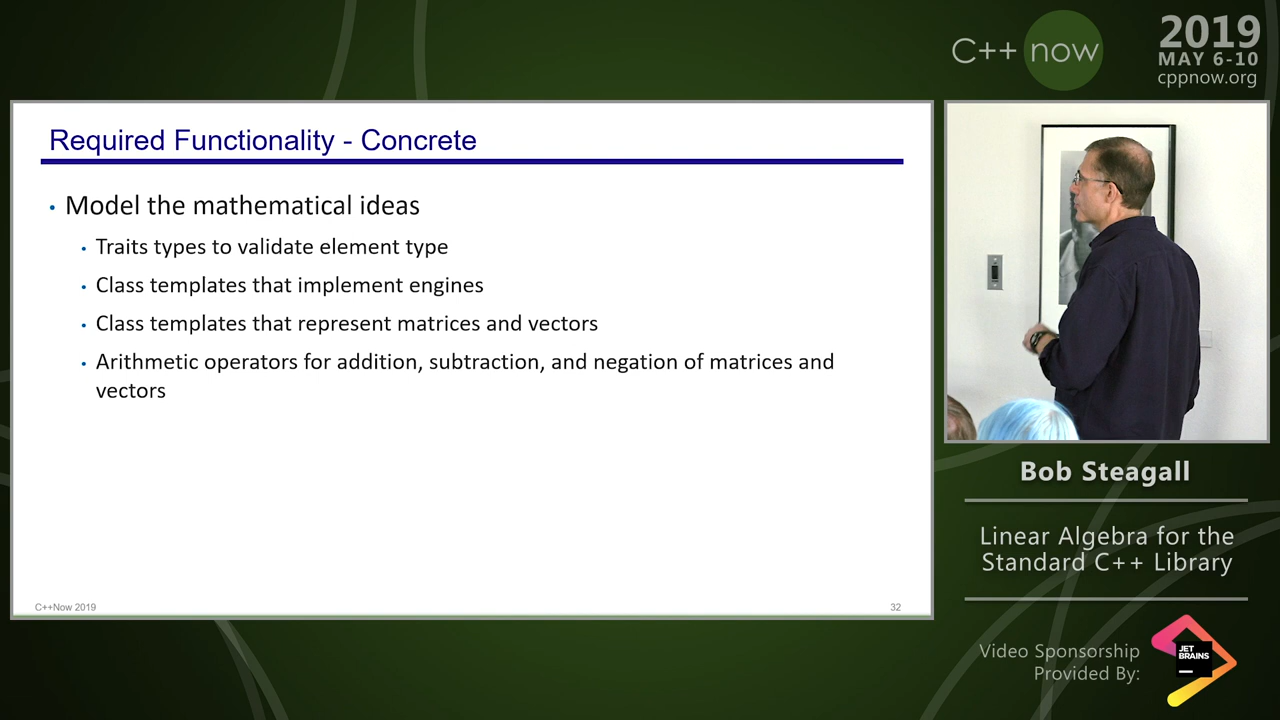 C++ now
2019
MAY 6-10
cppnow.org
Required Functionality - Concrete
• Model the mathematical ideas
• Traits types to validate element type
• Class templates that implement engines
• Class templates that represent matrices and vectors
• Arithmetic operators for addition, subtraction, and negation of matrices and
vectors
C++Now 2019
32
Bob Steagall
Linear Algebra for the
Standard C++ Library
Video Sponsorship
Provided By:
JET
BRAINS